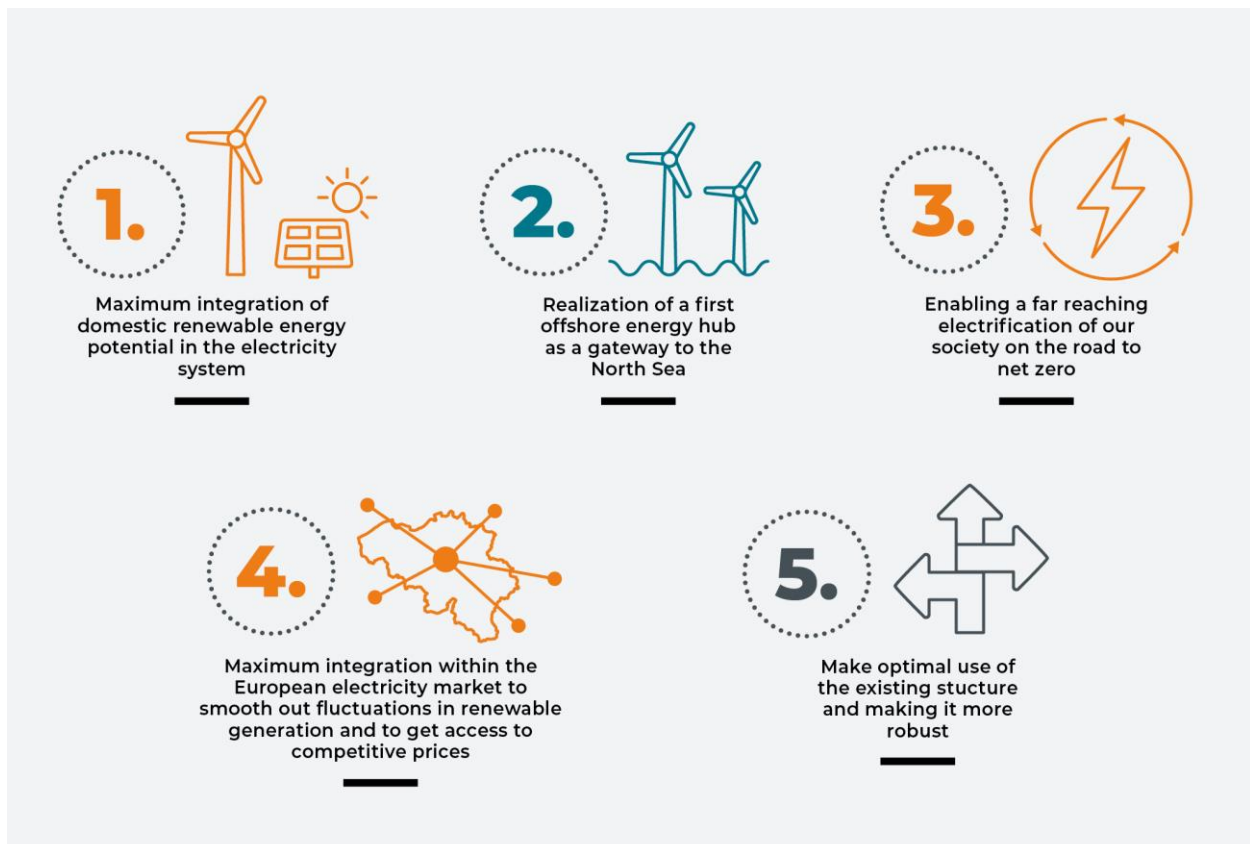 1.
Maximum integration of
domestic renewable energy
potential in the electricity
system
2.
Realization of a first
offshore energy hub
as a gateway to the
North Sea
3.
Enabling a far reaching
electrification of our
society on the road to
net zero
4.
Maximum integration within the
European electricity market to
smooth out fluctuations in renewable
generation and to get access to
competitive prices
5.
Make optimal use of
the existing stucture
and making it more
robust